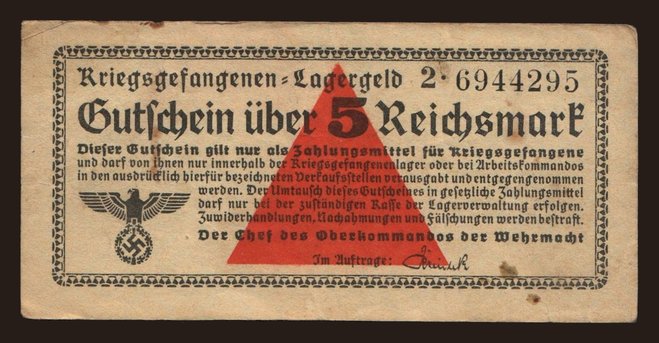 Kriegsgefangenen-Lagergeld 2·6944295
Gutschein über 5 Reichsmark
Dieser Gutschein gilt nur als Zahlungsmittel für Kriegsgefangene
und darf von ihnen nur innerhalb der Kriegsgefangenenlager oder bei Arbeitskommandos
in den ausdrücklich hierfür bezeichneten Verkaufsstellen verausgabt und entgegengenommen
werden. Der Umtausch dieses Gutscheines in gesetzliche Zahlungsmittel
darf nur bei der zuständigen Kasse der Lagerverwaltung erfolgen.
Zuwiderhandlungen, Nachahmungen und Fälschungen werden bestraft.
Der Chef des Oberkommandos der Wehrmacht
Im Auftrage: